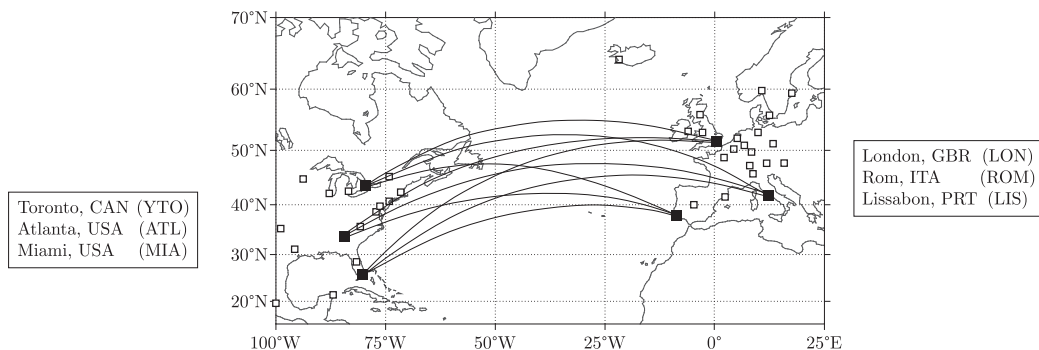 70°N
60°N
50°N
40°N
30°N
20°N
100°W
75°W
50°W
25°W
0°
25°E
Toronto, CAN (YTO)
Atlanta, USA (ATL)
Miami, USA (MIA)
London, GBR (LON)
Rom, ITA (ROM)
Lissabon, PRT (LIS)